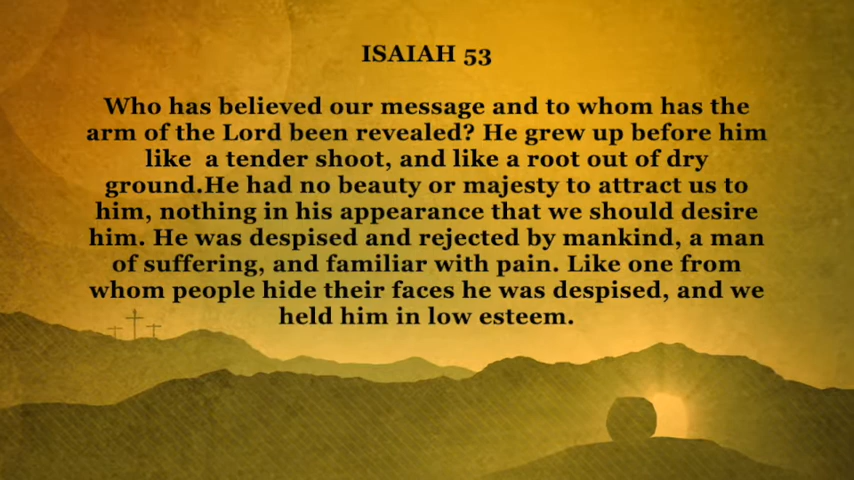 ISAIAH 53
Who has believed our message and to whom has the
arm of the Lord been revealed? He grew up before him
like  a tender shoot, and like a root out of dry
ground.He had no beauty or majesty to attract us to
him, nothing in his appearance that we should desire
him. He was despised and rejected by mankind, a man
of suffering, and familiar with pain. Like one from
whom people hide their faces he was despised, and we
held him in low esteem.